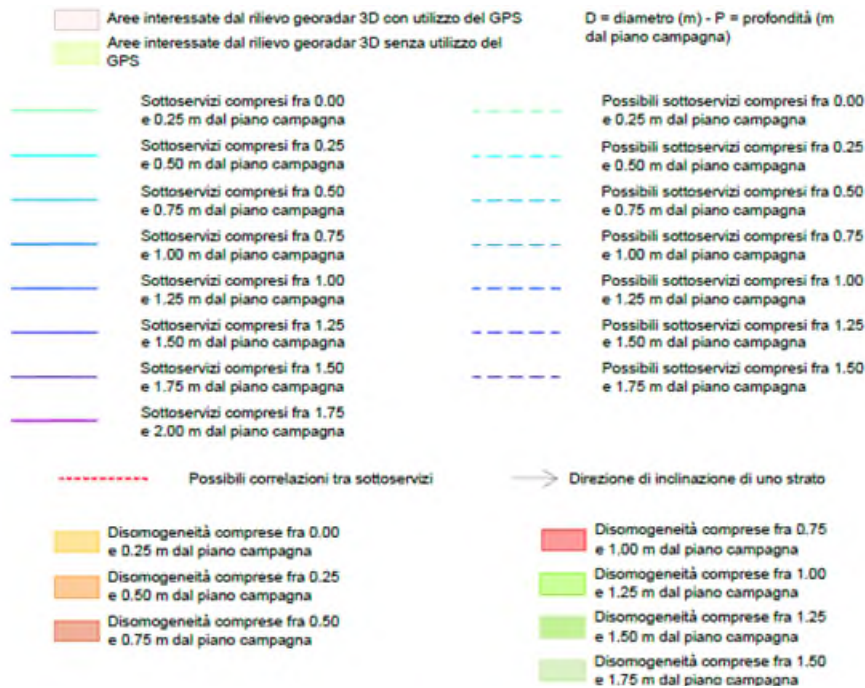 Aree interessate dal rilievo georadar 3D con utilizzo del GPS
Aree interessate dal rilievo georadar 3D senza utilizzo del
GPS
D = diametro (m) - P = profondità (m
dal piano campagna)
Sottoservizi compresi fra 0.00
e 0.25 m dal piano campagna
Sottoservizi compresi fra 0.25
e 0.50 m dal piano campagna
Sottoservizi compresi fra 0.50
e 0.75 m dal piano campagna
Sottoservizi compresi fra 0.75
e 1.00 m dal piano campagna
Sottoservizi compresi fra 1.00
e 1.25 m dal piano campagna
Sottoservizi compresi fra 1.25
e 1.50 m dal piano campagna
Sottoservizi compresi fra 1.50
e 1.75 m dal piano campagna
Sottoservizi compresi fra 1.75
e 2.00 m dal piano campagna
Possibili sottoservizi compresi fra 0.00
e 0.25 m dal piano campagna
Possibili sottoservizi compresi fra 0.25
e 0.50 m dal piano campagna
Possibili sottoservizi compresi fra 0.50
e 0.75 m dal piano campagna
Possibili sottoservizi compresi fra 0.75
e 1.00 m dal piano campagna
Possibili sottoservizi compresi fra 1.00
e 1.25 m dal piano campagna
Possibili sottoservizi compresi fra 1.25
e 1.50 m dal piano campagna
Possibili sottoservizi compresi fra 1.50
e 1.75 m dal piano campagna
Possibili correlazioni tra sottoservizi
Direzione di inclinazione di uno strato
Disomogeneità comprese fra 0.00
e 0.25 m dal piano campagna
Disomogeneità comprese fra 0.25
e 0.50 m dal piano campagna
Disomogeneità comprese fra 0.50
e 0.75 m dal piano campagna
Disomogeneità comprese fra 0.75
e 1.00 m dal piano campagna
Disomogeneità comprese fra 1.00
e 1.25 m dal piano campagna
Disomogeneità comprese fra 1.25
e 1.50 m dal piano campagna
Disomogeneità comprese fra 1.50
e 1.75 m dal piano campagna